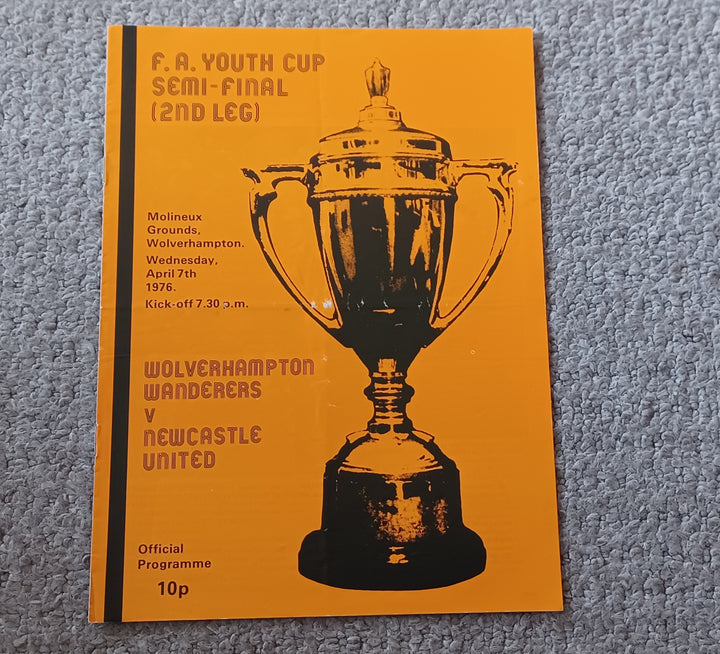 F. A. YOUTH CUP
SEMI-FINAL
(2ND LEG)
Molineux
Grounds,
Wolverhampton.
Wednesday,
April 7th
1976.
Kick-off 7.30 p.m.
WOLVERHAMPTON
WANDERERS
V
NEWCASTLE
UNITED
Official
Programme
10p